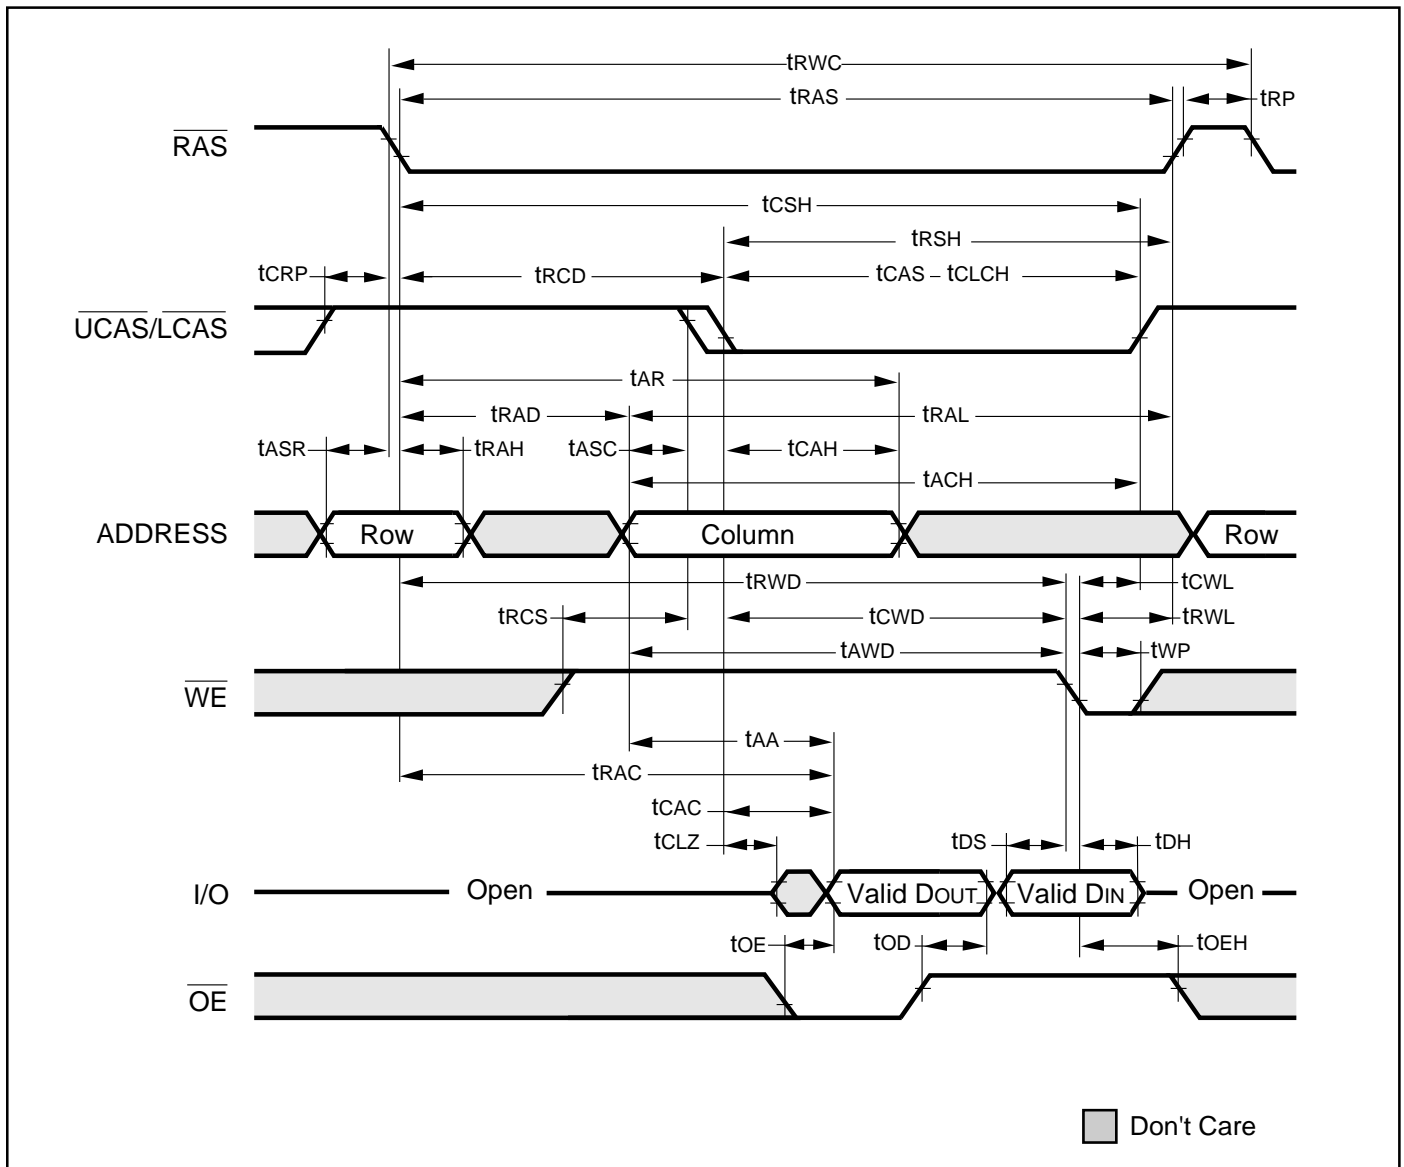 tRWC
tRAS
tRP
RAS
tCSH
tRSH
tCRP
tRCD
tCAS – tCLCH
UCAS/LCAS
tAR
tRAD
tRAL
tASR
tRAH
tASC
tCAH
tACH
ADDRESS
Row
Column
Row
tRWD
tCWL
tRCS
tCWD
tRWL
tAWD
tWP
WE
tAA
tRAC
tCAC
tCLZ
tDS
tDH
I/O
Open
Valid DOUT
Valid DIN
Open
tOE
tOD
tOEH
OE
Don't Care